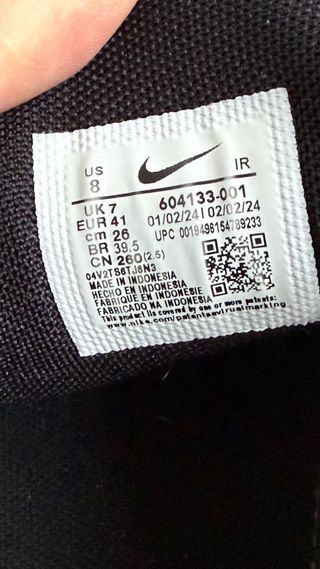 US 8 IR
UK 7 604133-001
EUR 41 01/02/24 | 02/02/24
cm 26 UPC 00194961547<br>89233
BR 39.5
CN 260(2.5)
04V2TS6TJ6N3
MADE IN INDONESIA
HECHO EN INDONESIA
FABRIQUE EN INDONESIE
FABRICADO NA INDONESIA
This product is covered by one or more patents:
www.nike.com/patentsvirtualmarking